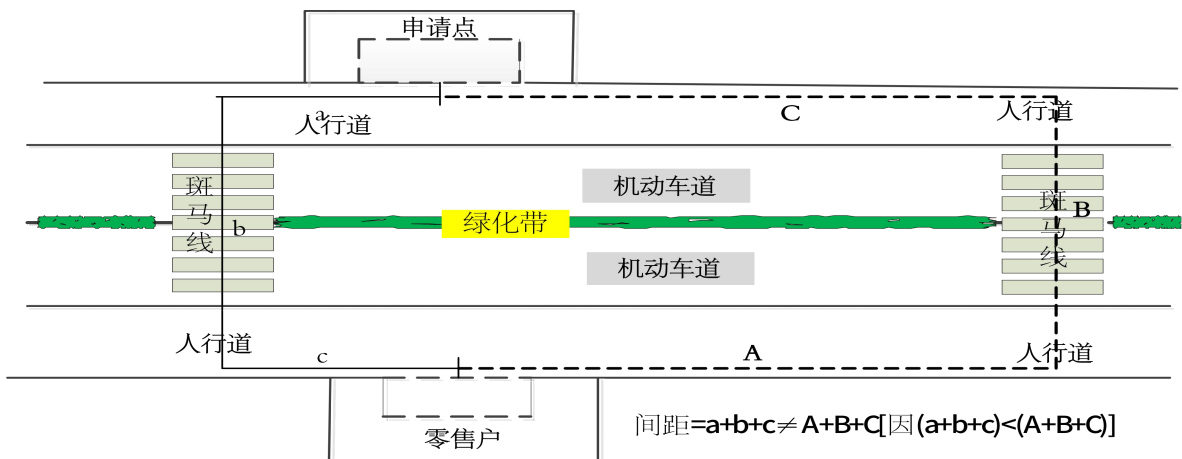 申请点
a
人行道
C
人行道
斑马线
b
机动车道
绿化带
机动车道
斑马线
B
人行道
c
A
人行道
零售户
间距=a+b+c≠A+B+C[因(a+b+c)<(A+B+C)]